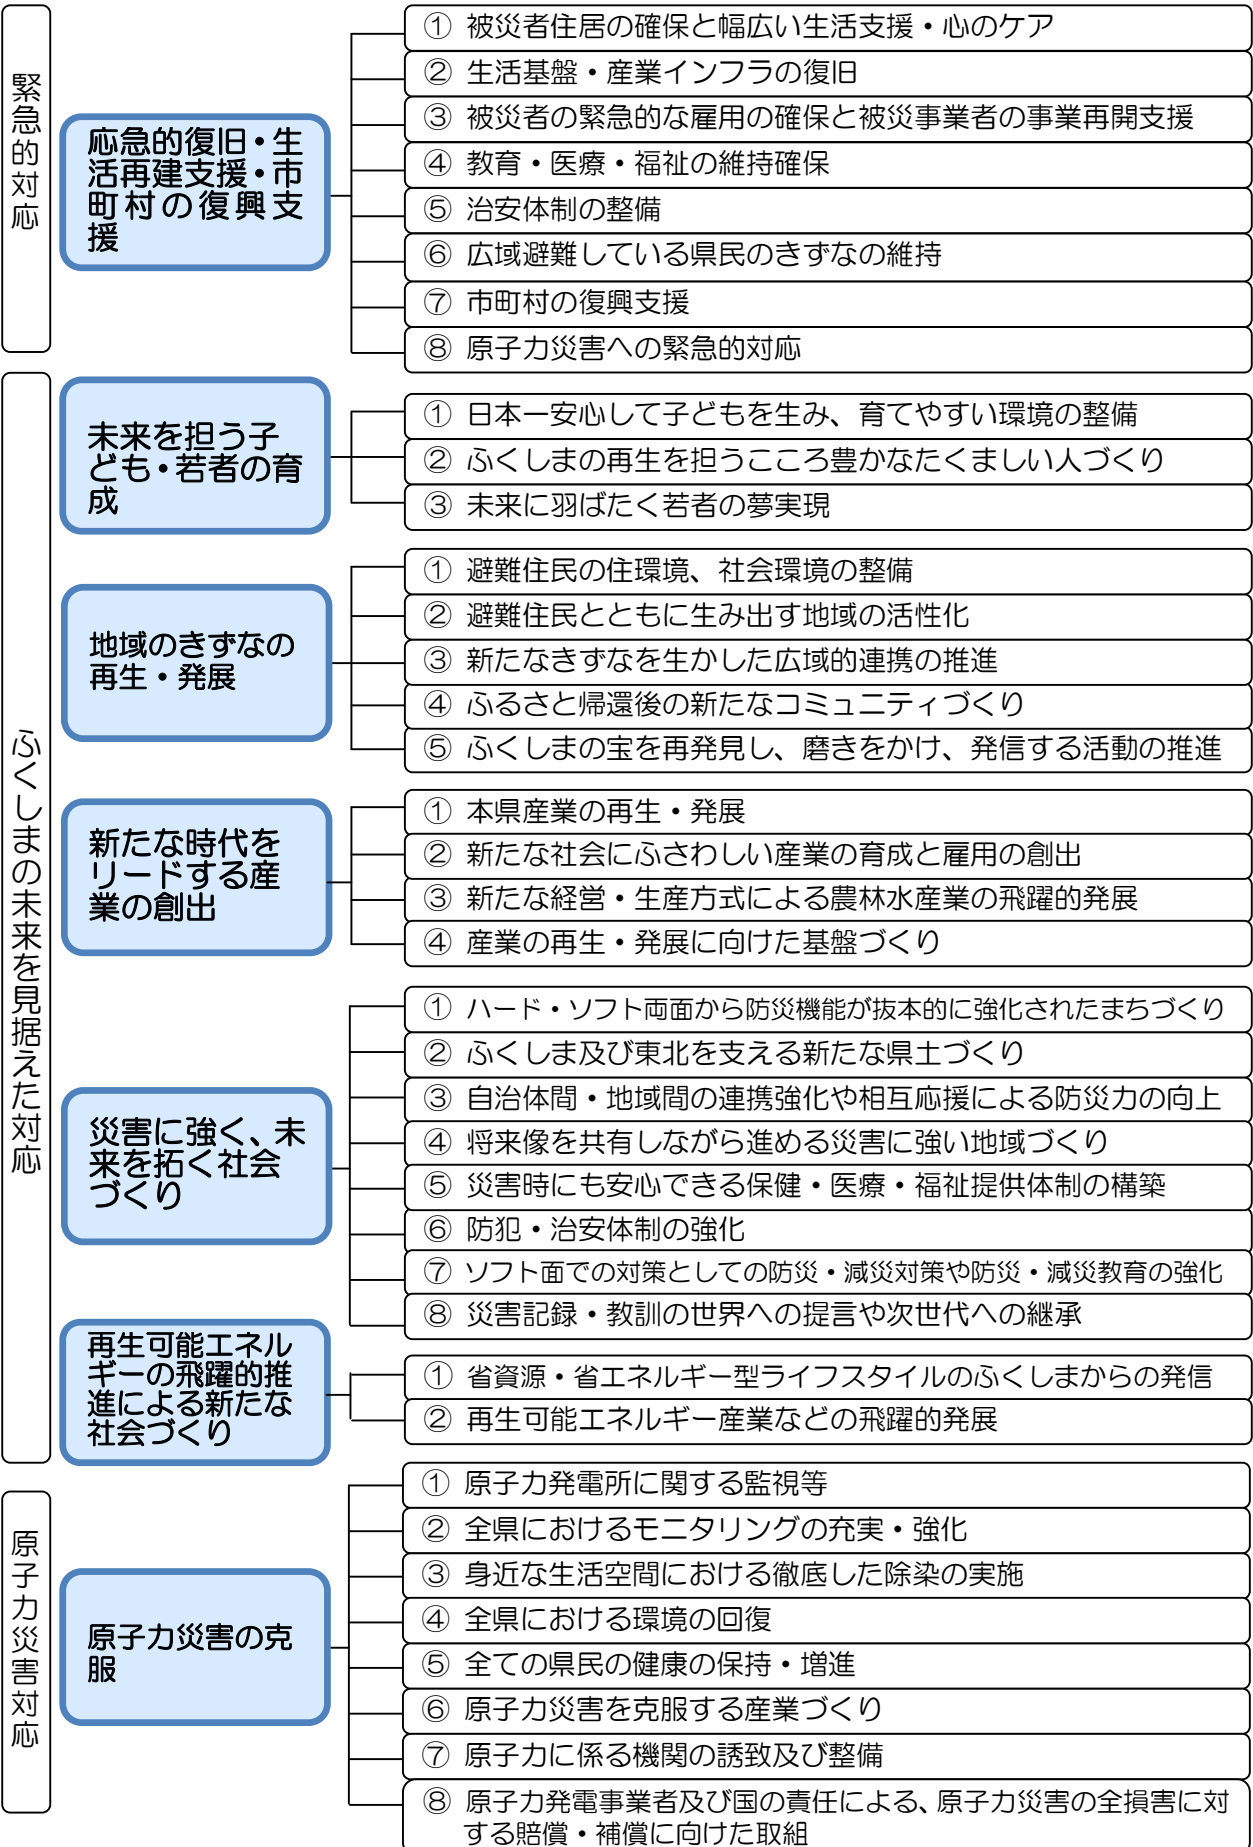 緊急的対応
応急的復旧・生
活再建支援・市
町村の復興支
援
① 被災者住居の確保と幅広い生活支援・心のケア
② 生活基盤・産業インフラの復旧
③ 被災者の緊急的な雇用の確保と被災事業者の事業再開支援
④ 教育・医療・福祉の維持確保
⑤ 治安体制の整備
⑥ 広域避難している県民のきずなの維持
⑦ 市町村の復興支援
⑧ 原子力災害への緊急的対応
ふくしまの未来を見据えた対応
未来を担う子
ども・若者の育
成
① 日本一安心して子どもを生み、育てやすい環境の整備
② ふくしまの再生を担うこころ豊かなたくましい人づくり
③ 未来に羽ばたく若者の夢実現
地域のきずなの
再生・発展
① 避難住民の住環境、社会環境の整備
② 避難住民とともに生み出す地域の活性化
③ 新たなきずなを生かした広域的連携の推進
④ ふるさと帰還後の新たなコミュニティづくり
⑤ ふくしまの宝を再発見し、磨きをかけ、発信する活動の推進
新たな時代を
リードする産
業の創出
① 本県産業の再生・発展
② 新たな社会にふさわしい産業の育成と雇用の創出
③ 新たな経営・生産方式による農林水産業の飛躍的発展
④ 産業の再生・発展に向けた基盤づくり
災害に強く、未
来を拓く社会
づくり
① ハード・ソフト両面から防災機能が抜本的に強化されたまちづくり
② ふくしま及び東北を支える新たな県土づくり
③ 自治体間・地域間の連携強化や相互応援による防災力の向上
④ 将来像を共有しながら進める災害に強い地域づくり
⑤ 災害時にも安心できる保健・医療・福祉提供体制の構築
⑥ 防犯・治安体制の強化
⑦ ソフト面での対策としての防災・減災対策や防災・減災教育の強化
⑧ 災害記録・教訓の世界への提言や次世代への継承
再生可能エネル
ギーの飛躍的推
進による新たな
社会づくり
① 省資源・省エネルギー型ライフスタイルのふくしまからの発信
② 再生可能エネルギー産業などの飛躍的発展
原子力災害対応
原子力災害の克
服
① 原子力発電所に関する監視等
② 全県におけるモニタリングの充実・強化
③ 身近な生活空間における徹底した除染の実施
④ 全県における環境の回復
⑤ 全ての県民の健康の保持・増進
⑥ 原子力災害を克服する産業づくり
⑦ 原子力に係る機関の誘致及び整備
⑧ 原子力発電事業者及び国の責任による、原子力災害の全損害に対
する賠償・補償に向けた取組